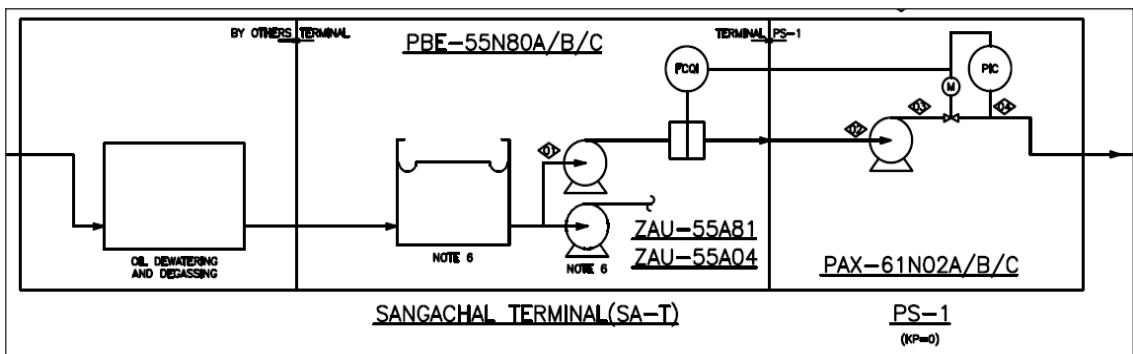 BY OTHERS TERMINAL
PBE-55N80A/B/C
TERMINAL PS-1
FCQI
PIC
M
01
02
03
04
OIL DEWATERING
AND DEGASSING
NOTE 6
NOTE 6
ZAU-55A81
ZAU-55A04
PAX-61N02A/B/C
SANGACHAL TERMINAL(SA-T)
PS-1
(KP=0)